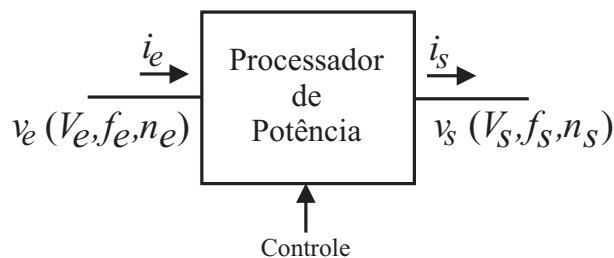 i_e
Processador
de
Potência
i_s
v_e (V_e,f_e,n_e)
v_s (V_s,f_s,n_s)
Controle